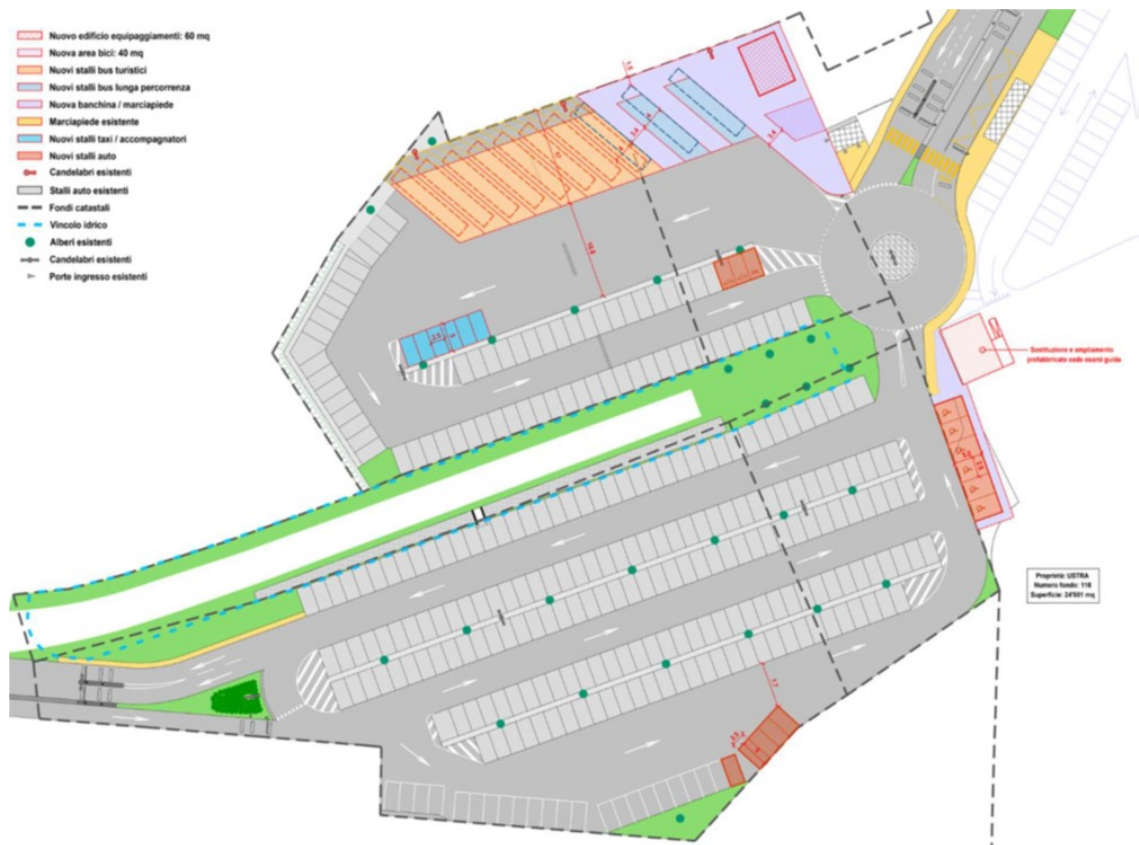 Nuovo edificio equipaggiamenti: 60 mq
Nuova area bici: 40 mq
Nuovi stalli bus turistici
Nuovi stalli bus lunga percorrenza
Nuova banchina / marciapiede
Marciapiede esistente
Nuovi stalli taxi / accompagnatori
Nuovi stalli auto
Candelabri esistenti
Stalli auto esistenti
Fondi catastali
Vincolo idrico
Alberi esistenti
Candelabri esistenti
Porte ingresso esistenti
Sostituzione e ampliamento
prefabbricato sede esami guida
Proprietà: USTRA
Numero fondo: 116
Superficie: 24'801 mq